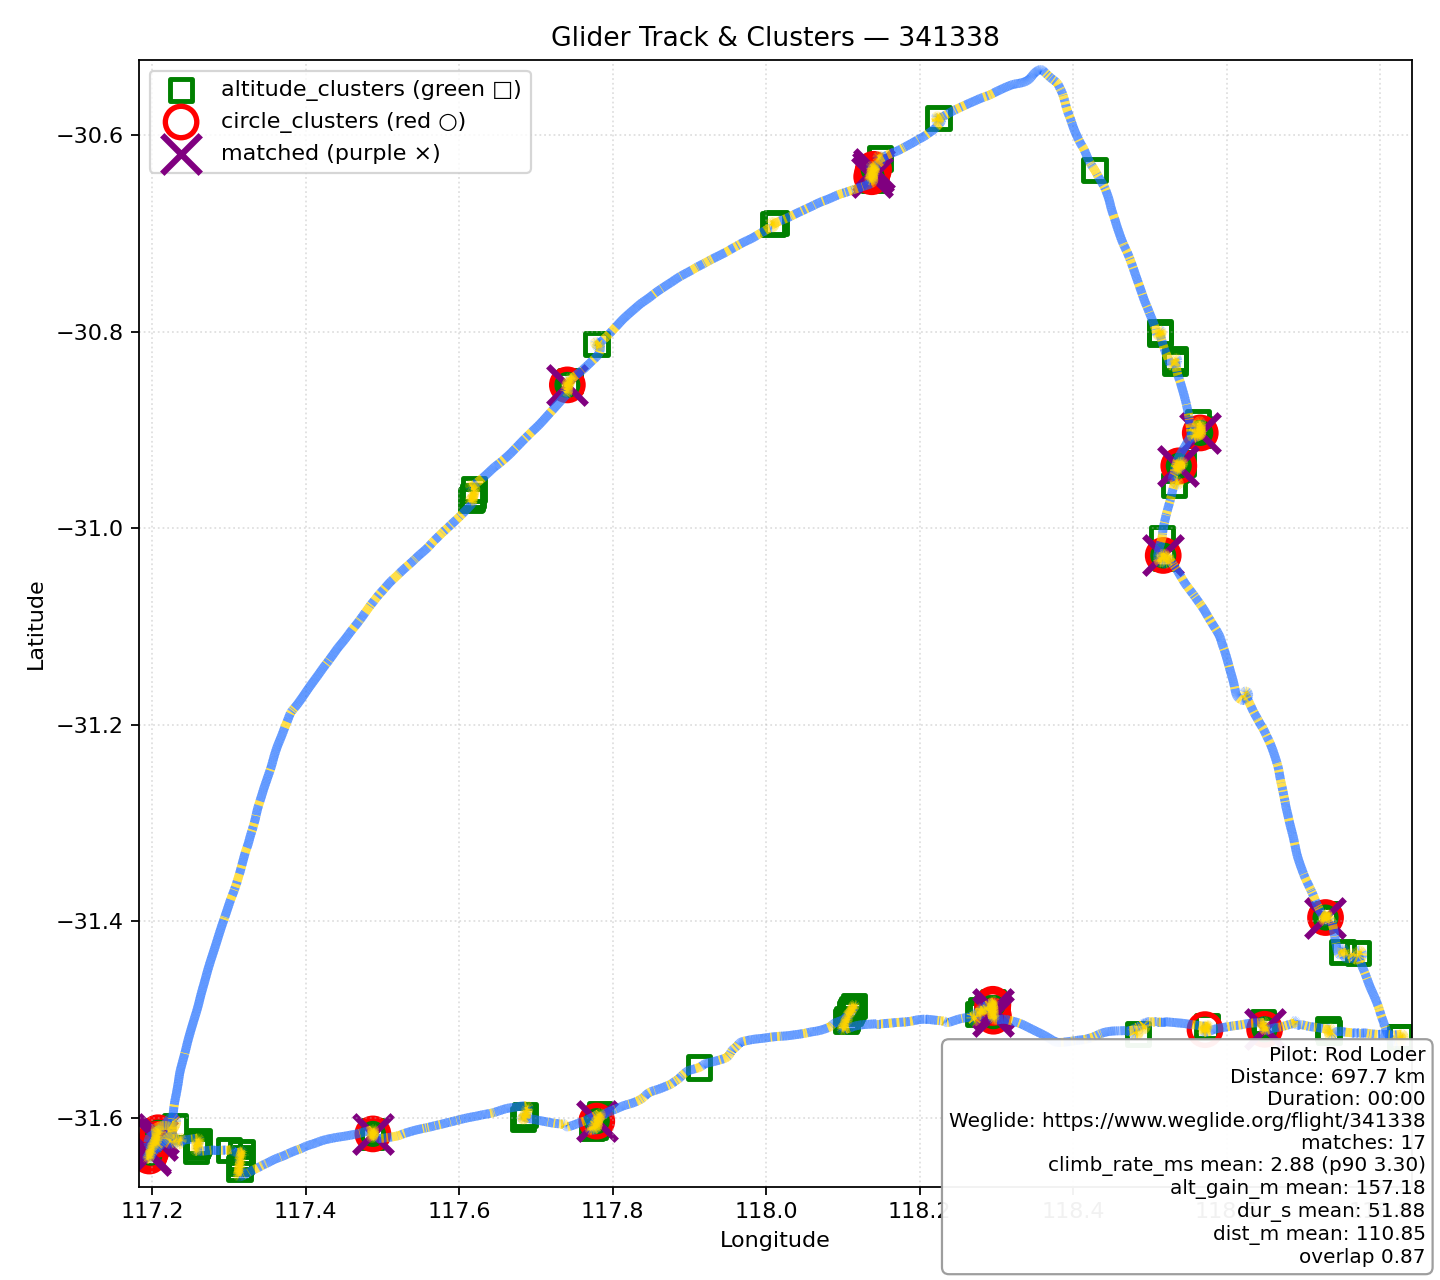 Glider Track & Clusters — 341338
altitude_clusters (green □)
circle_clusters (red ○)
matched (purple ×)
−30.6
−30.8
−31.0
−31.2
−31.4
−31.6
Latitude
117.2
117.4
117.6
117.8
118.0
118.2
118.4
Longitude
Pilot: Rod Loder
Distance: 697.7 km
Duration: 00:00
Weglide: https://www.weglide.org/flight/341338
matches: 17
climb_rate_ms mean: 2.88 (p90 3.30)
alt_gain_m mean: 157.18
dur_s mean: 51.88
dist_m mean: 110.85
overlap 0.87